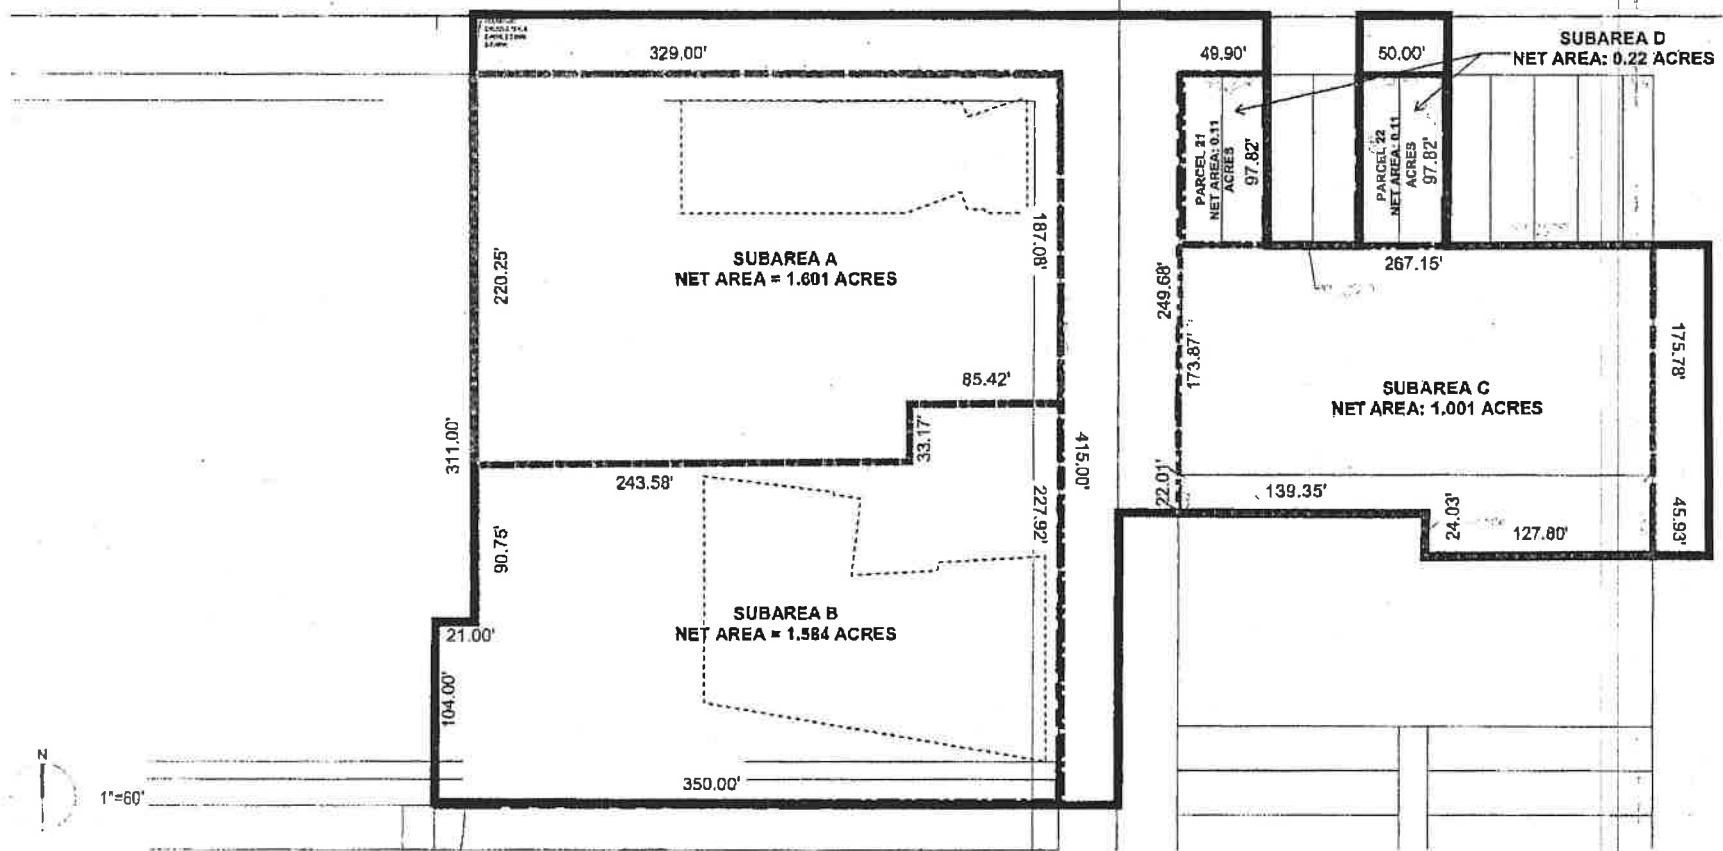 329.00'
49.90'
50.00'
SUBAREA D
NET AREA: 0.22 ACRES
PARCEL 21
NET AREA: 0.11
ACRES
97.82'
PARCEL 22
NET AREA: 0.11
ACRES
97.82'
220.25'
SUBAREA A
NET AREA = 1.601 ACRES
187.08'
249.68'
267.15'
173.87'
175.78'
85.42'
SUBAREA C
NET AREA: 1.001 ACRES
311.00'
33.17'
415.00'
243.58'
22.01'
139.35'
24.03'
127.80'
45.93'
90.75'
227.92'
SUBAREA B
NET AREA = 1.584 ACRES
21.00'
104.00'
350.00'
N
1"=60'